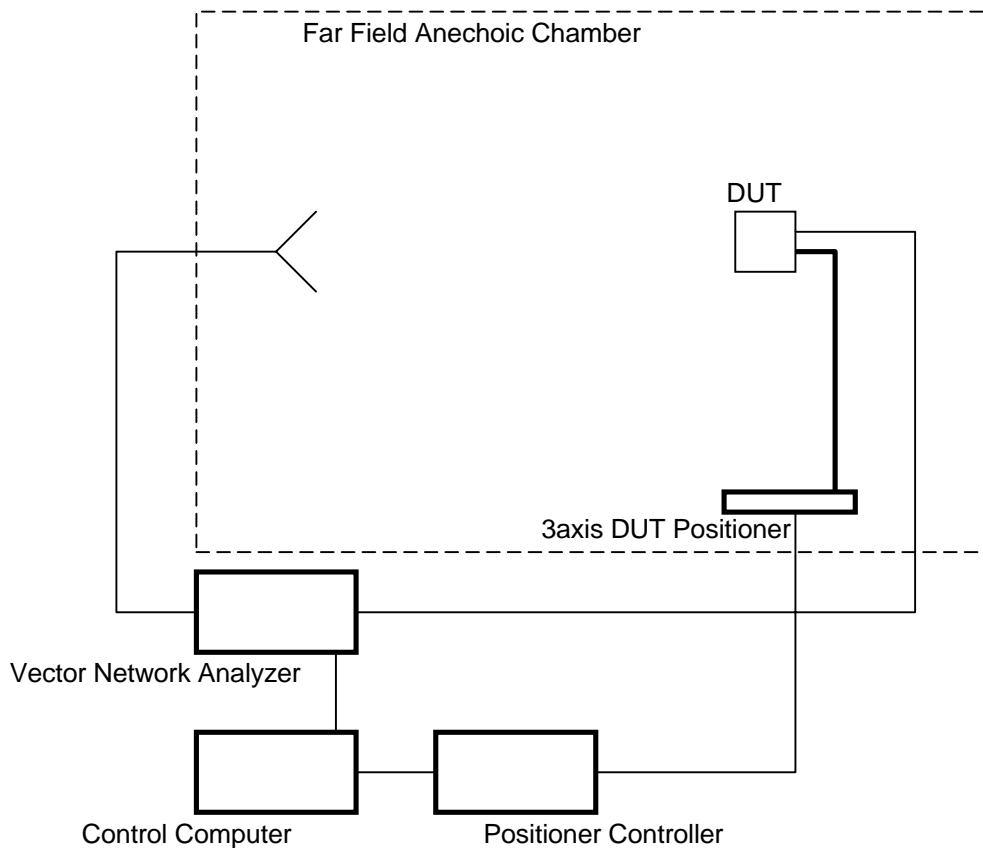 Far Field Anechoic Chamber
DUT
3axis DUT Positioner
Vector Network Analyzer
Control Computer
Positioner Controller